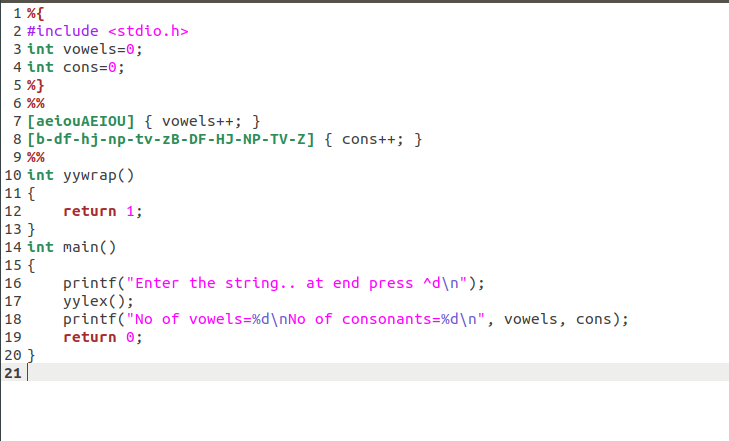 1 %{
2 #include <stdio.h>
3 int vowels=0;
4 int cons=0;
5 %}
6 %%
7 [aeiouAEIOU] { vowels++; }
8 [b-df-hj-np-tv-zB-DF-HJ-NP-TV-Z] { cons++; }
9 %%
10 int yywrap()
11 {
12     return 1;
13 }
14 int main()
15 {
16     printf("Enter the string.. at end press ^d\n");
17     yylex();
18     printf("No of vowels=%d\nNo of consonants=%d\n", vowels, cons);
19     return 0;
20 }
21